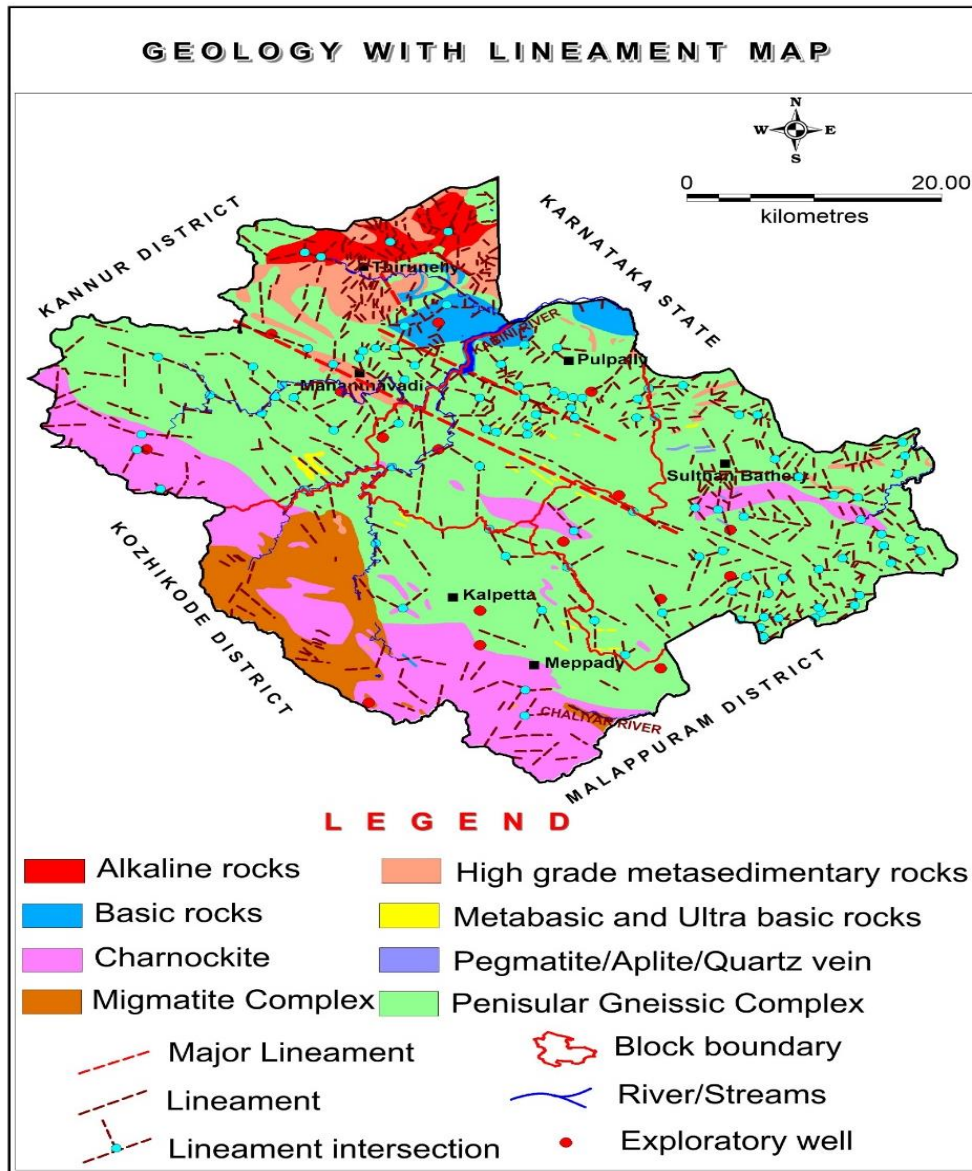 GEOLOGY WITH LINEAMENT MAP
N
W E
S
0 20.00
kilometres
KANNUR DISTRICT
KARNATAKA STATE
Thirunelly
KABINI RIVER
Pulpally
Mananthavadi
Sulthan Bathery
KOZHIKODE DISTRICT
Kalpetta
Meppady
CHALIYAR RIVER
MALAPPURAM DISTRICT
LEGEND
Alkaline rocks
High grade metasedimentary rocks
Basic rocks
Metabasic and Ultra basic rocks
Charnockite
Pegmatite/Aplite/Quartz vein
Migmatite Complex
Penisular Gneissic Complex
Major Lineament
Block boundary
Lineament
River/Streams
Lineament intersection
Exploratory well